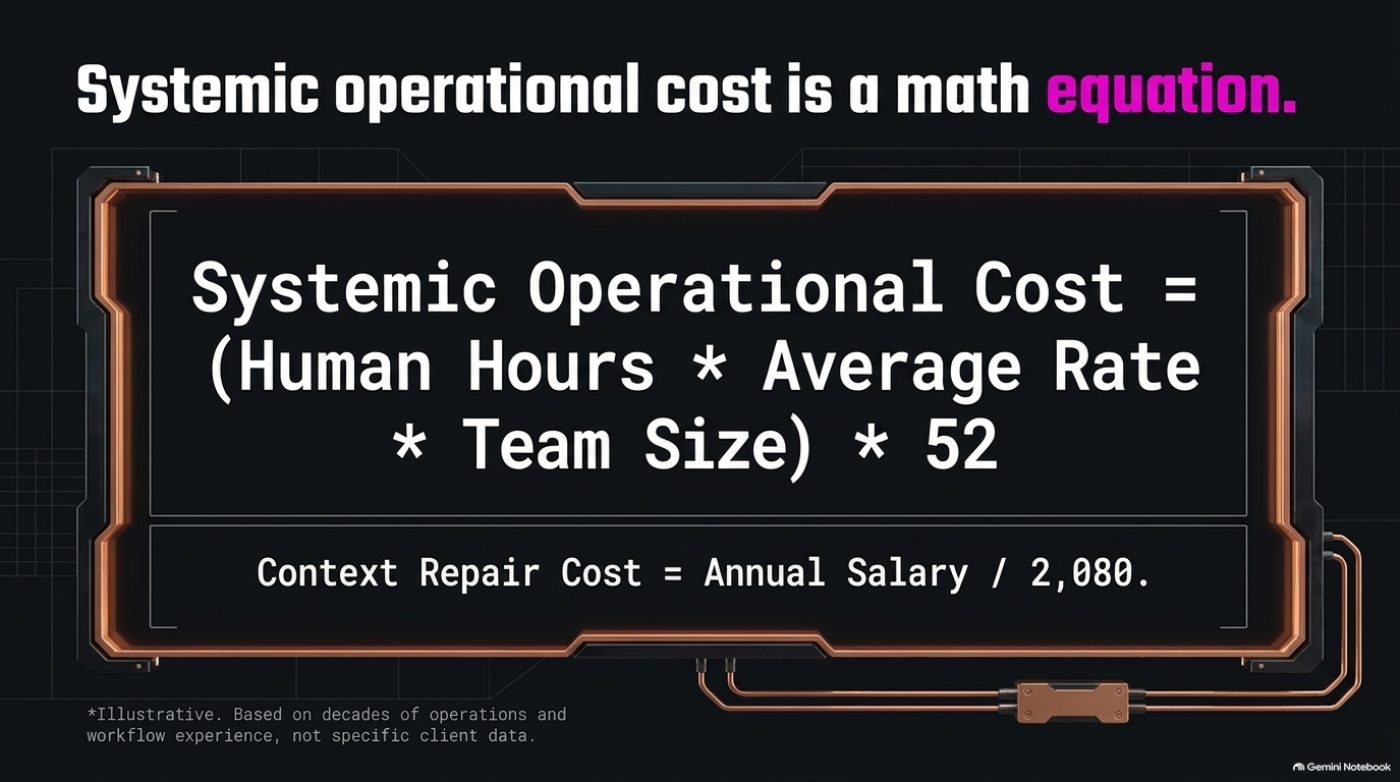 Systemic operational cost is a math equation.
Systemic Operational Cost =
(Human Hours * Average Rate
* Team Size) * 52
Context Repair Cost = Annual Salary / 2,080.
*Illustrative. Based on decades of operations and
workflow experience, not specific client data.
Gemini Notebook